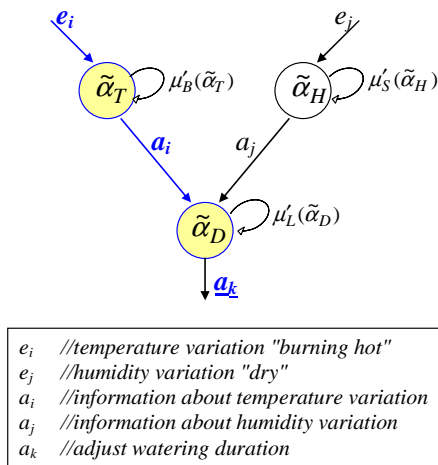 e_i e_j
α̃_T μ′_B(α̃_T) α̃_H μ′_S(α̃_H)
a_i a_j
α̃_D μ′_L(α̃_D)
a_k
e_i //temperature variation "burning hot"
e_j //humidity variation "dry"
a_i //information about temperature variation
a_j //information about humidity variation
a_k //adjust watering duration